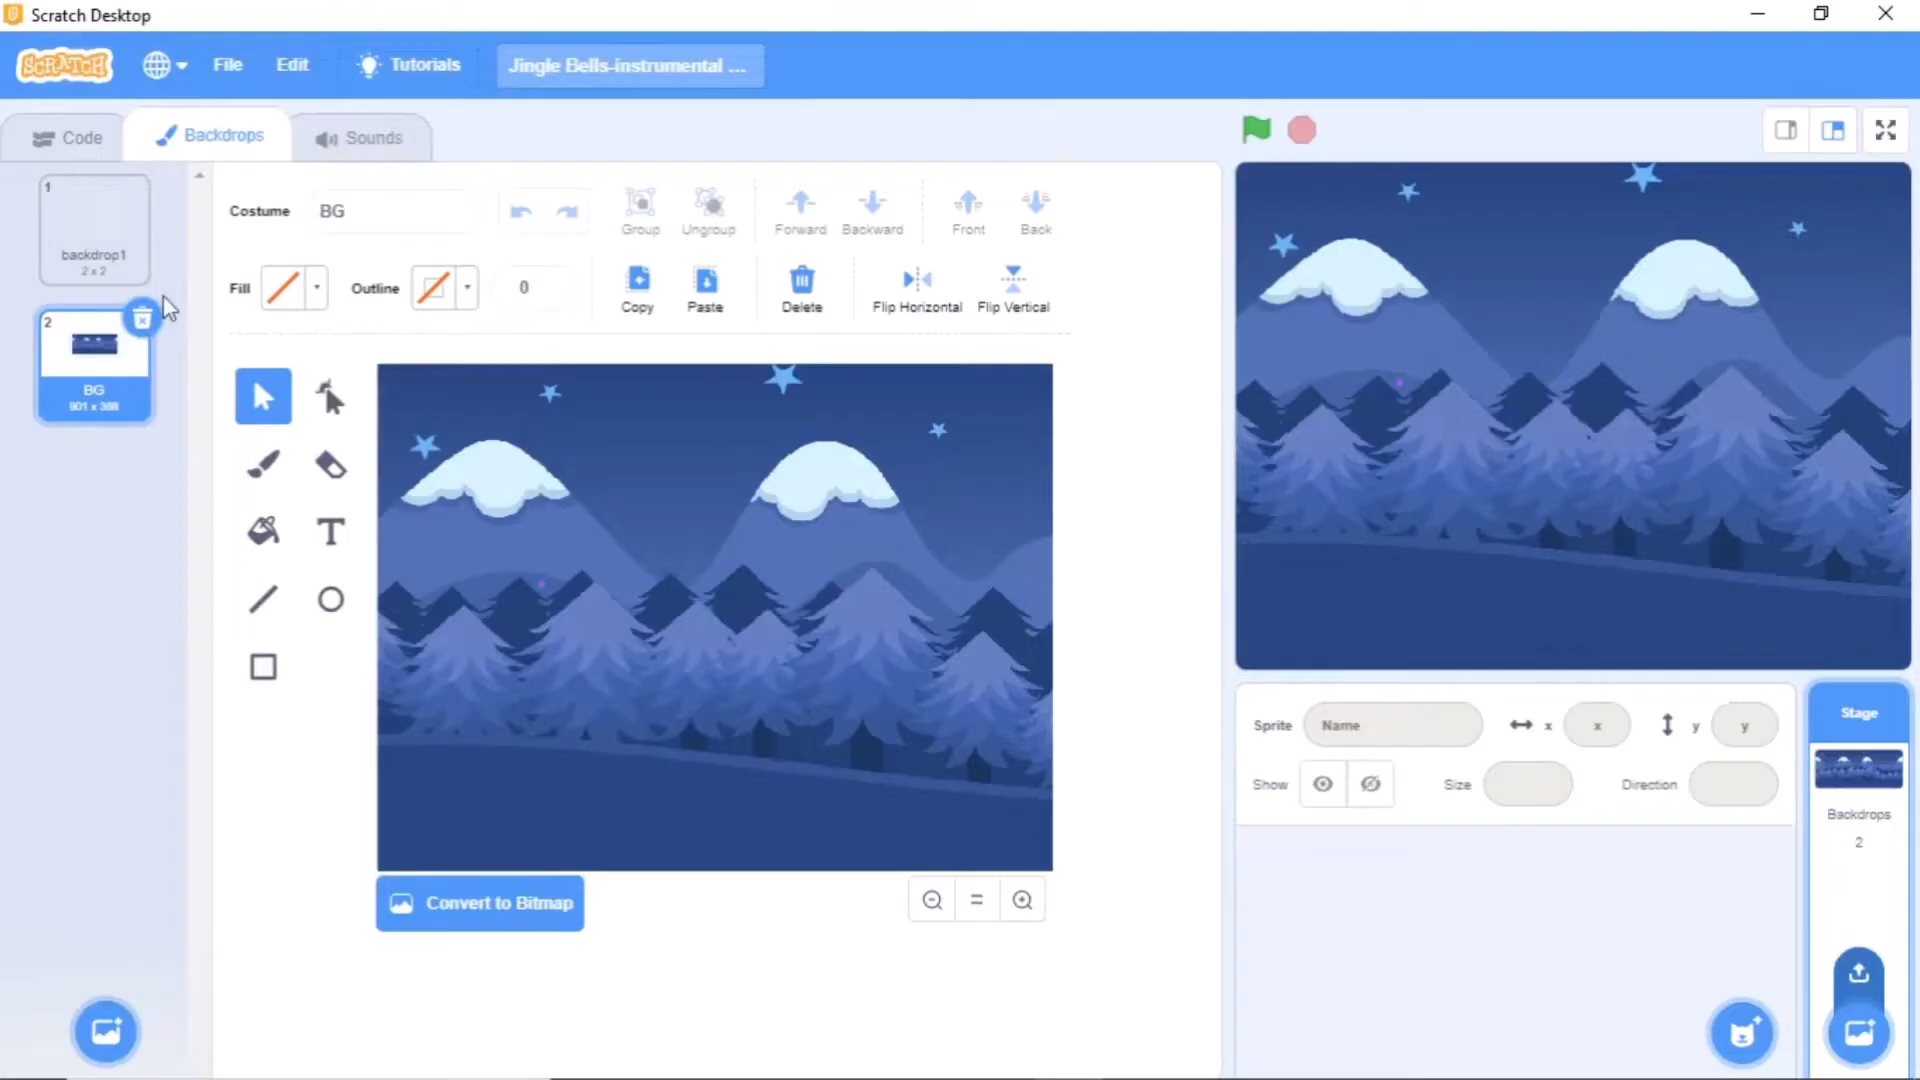 Scratch Desktop
SCRATCH
File
Edit
Tutorials
Jingle Bells-instrumental ...
Code
Backdrops
Sounds
1
backdrop1
2 x 2
2
BG
901 x 388
Costume
BG
Group
Ungroup
Forward
Backward
Front
Back
Fill
Outline
0
Copy
Paste
Delete
Flip Horizontal
Flip Vertical
T
Convert to Bitmap
Sprite
Name
x
x
y
y
Show
Size
Direction
Stage
Backdrops
2